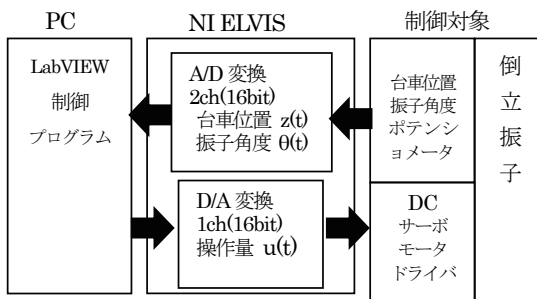 PC
NI ELVIS
制御対象
LabVIEW
制御
プログラム
A/D 変換
2ch(16bit)
台車位置 z(t)
振子角度 θ(t)
D/A 変換
1ch(16bit)
操作量 u(t)
台車位置
振子角度
ポテンシ
ョメータ
DC
サーボ
モータ
ドライバ
倒
立
振
子